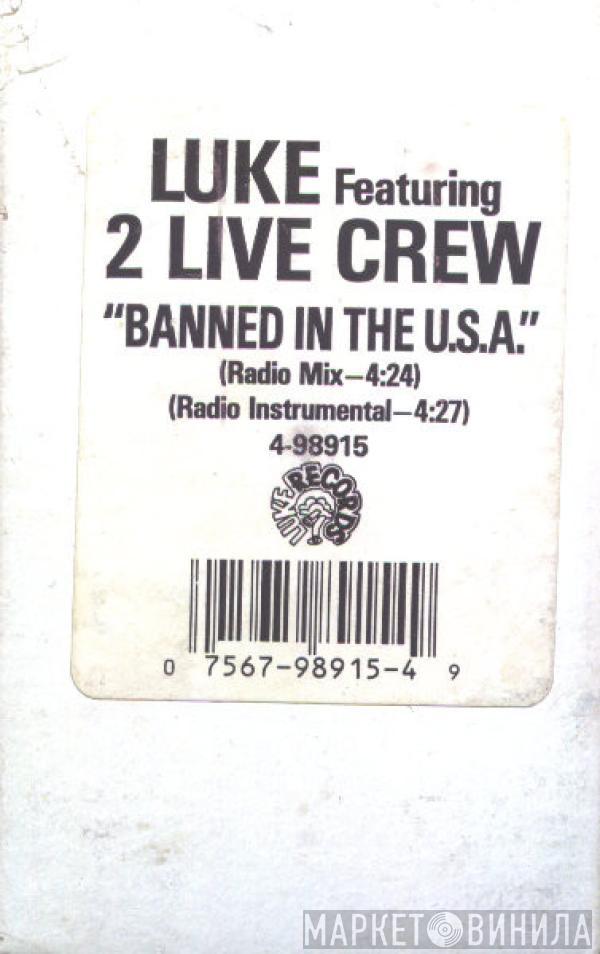 LUKE Featuring
2 LIVE CREW
"BANNED IN THE U.S.A."
(Radio Mix—4:24)
(Radio Instrumental—4:27)
4-98915
LUKE RECORDS
0 7567-98915-4 9
МАРКЕТ ВИНИЛА